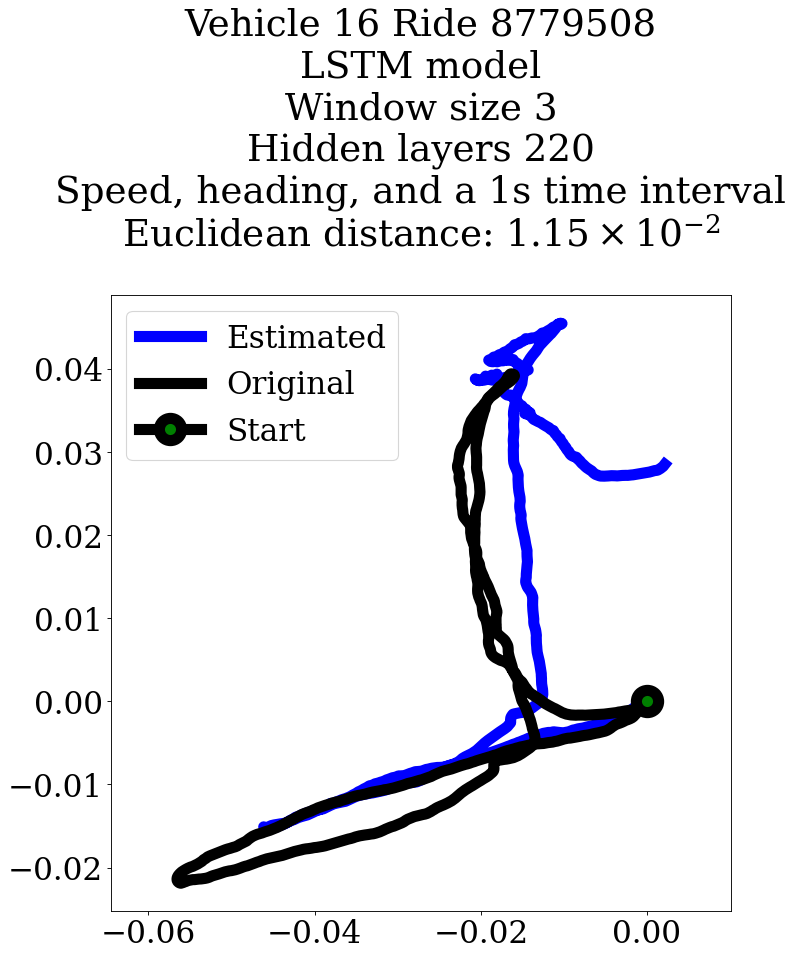 Vehicle 16 Ride 8779508
LSTM model
Window size 3
Hidden layers 220
Speed, heading, and a 1s time interval
Euclidean distance: 1.15 × 10⁻²
Estimated
Original
Start
0.04
0.03
0.02
0.01
0.00
−0.01
−0.02
−0.06 −0.04 −0.02 0.00